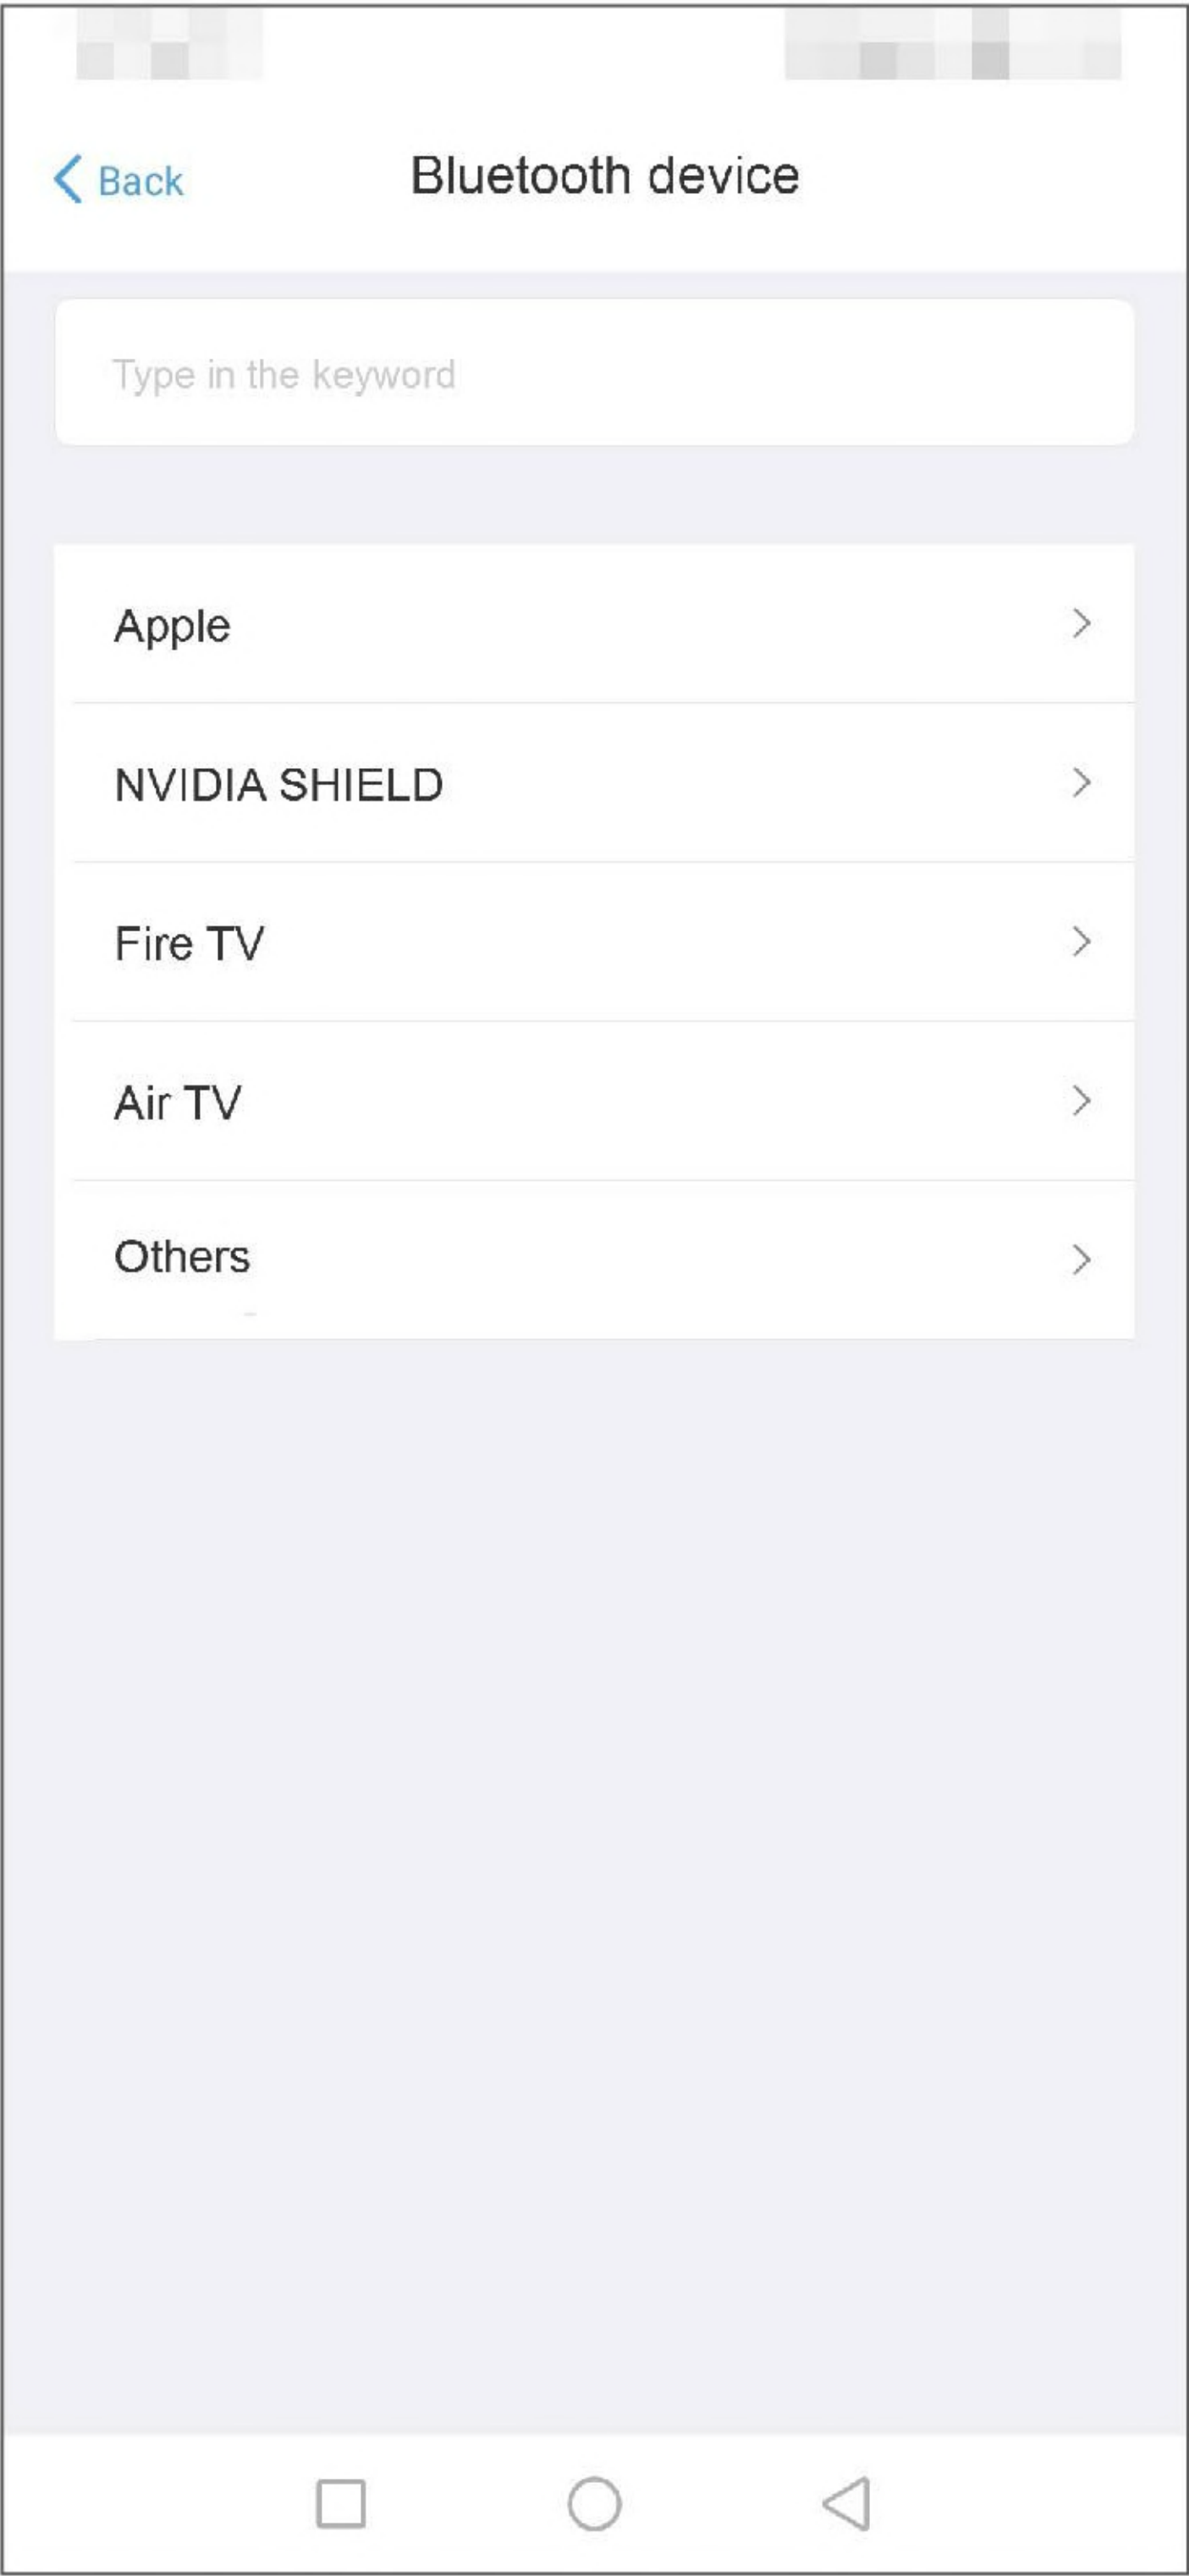 Back
Bluetooth device
Type in the keyword
Apple
NVIDIA SHIELD
Fire TV
Air TV
Others